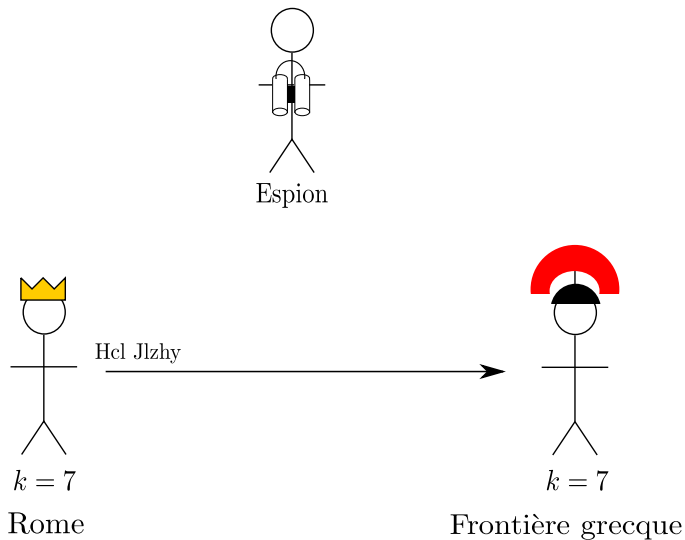 Espion
Hcl Jlzhy
k = 7
k = 7
Rome
Frontière grecque